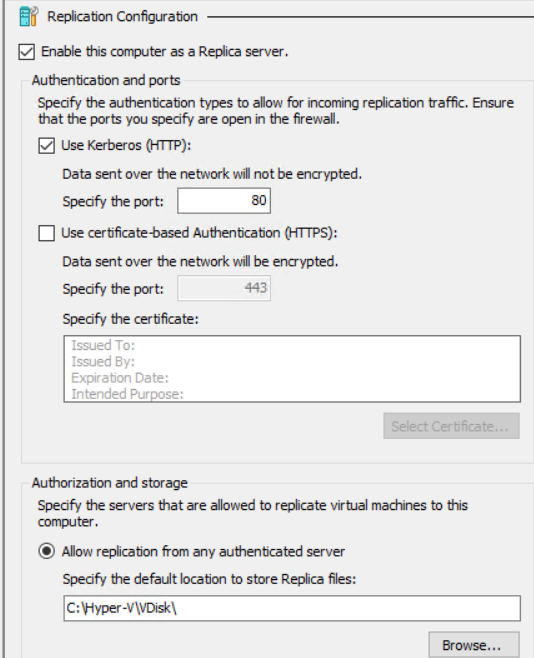 Replication Configuration
Enable this computer as a Replica server.
Authentication and ports
Specify the authentication types to allow for incoming replication traffic. Ensure
that the ports you specify are open in the firewall.
Use Kerberos (HTTP):
Data sent over the network will not be encrypted.
Specify the port: 80
Use certificate-based Authentication (HTTPS):
Data sent over the network will be encrypted.
Specify the port: 443
Specify the certificate:
Issued To:
Issued By:
Expiration Date:
Intended Purpose:
Select Certificate...
Authorization and storage
Specify the servers that are allowed to replicate virtual machines to this
computer.
Allow replication from any authenticated server
Specify the default location to store Replica files:
C:\Hyper-V\VDisk\
Browse...